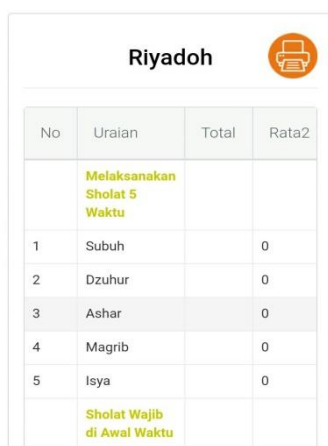 Riyadoh
No Uraian Total Rata2
Melaksanakan
Sholat 5
Waktu
1 Subuh 0
2 Dzuhur 0
3 Ashar 0
4 Magrib 0
5 Isya 0
Sholat Wajib
di Awal Waktu